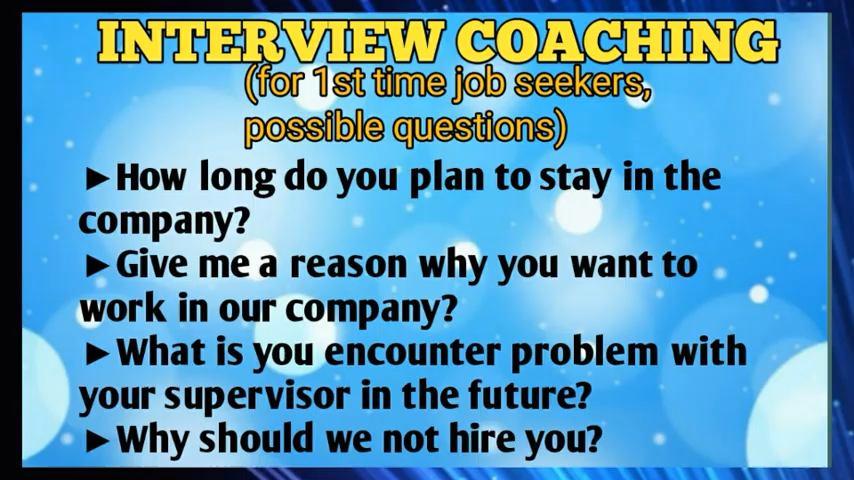 INTERVIEW COACHING
(for 1st time job seekers,
possible questions)
►How long do you plan to stay in the
company?
►Give me a reason why you want to
work in our company?
►What is you encounter problem with
your supervisor in the future?
►Why should we not hire you?